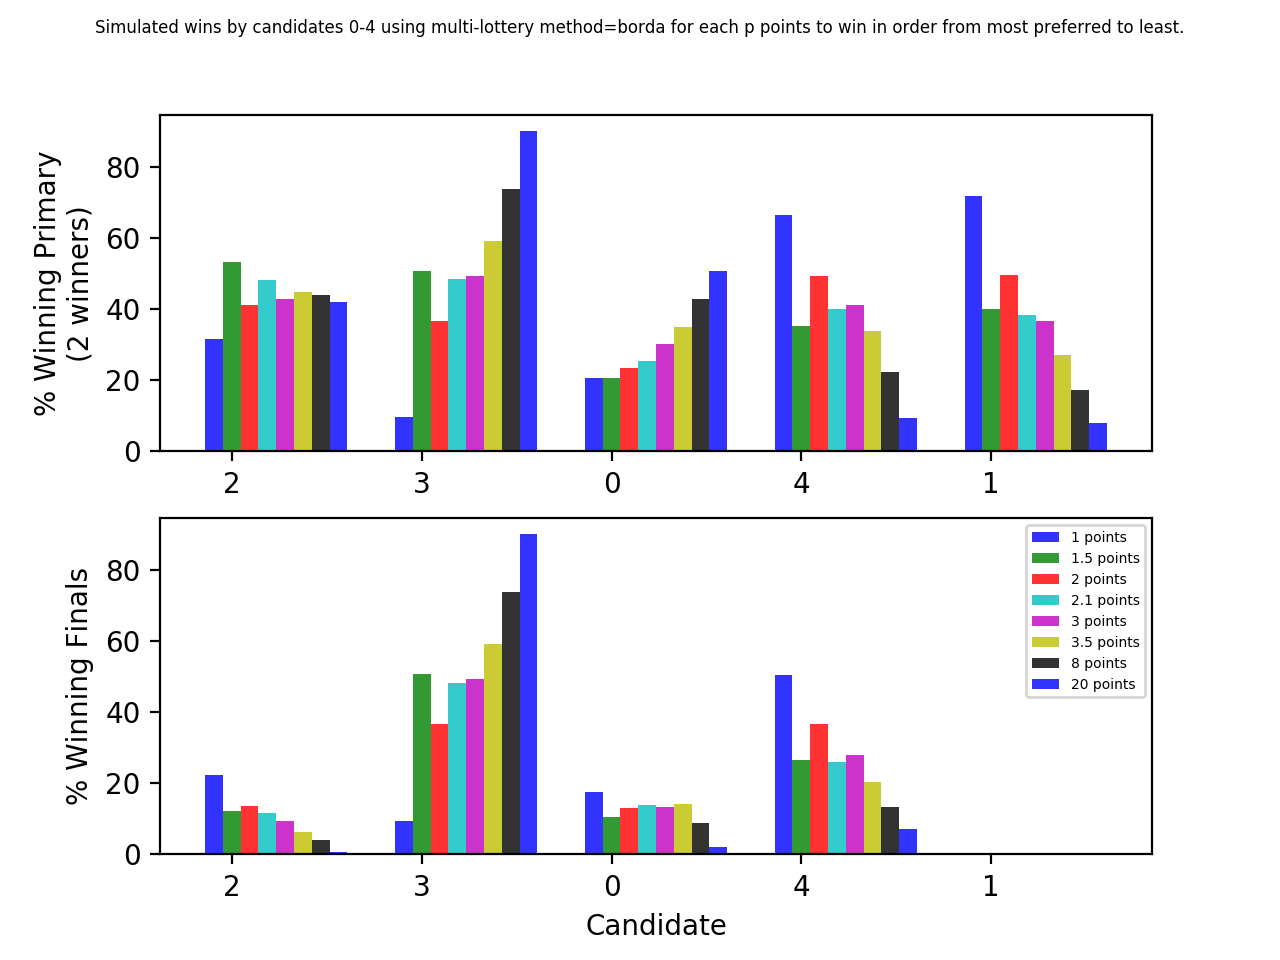 Simulated wins by candidates 0-4 using multi-lottery method=borda for each p points to win in order from most preferred to least.
% Winning Primary
(2 winners)
80
60
40
20
0
2 3 0 4 1
% Winning Finals
80
60
40
20
0
1 points
1.5 points
2 points
2.1 points
3 points
3.5 points
8 points
20 points
2 3 0 4 1
Candidate